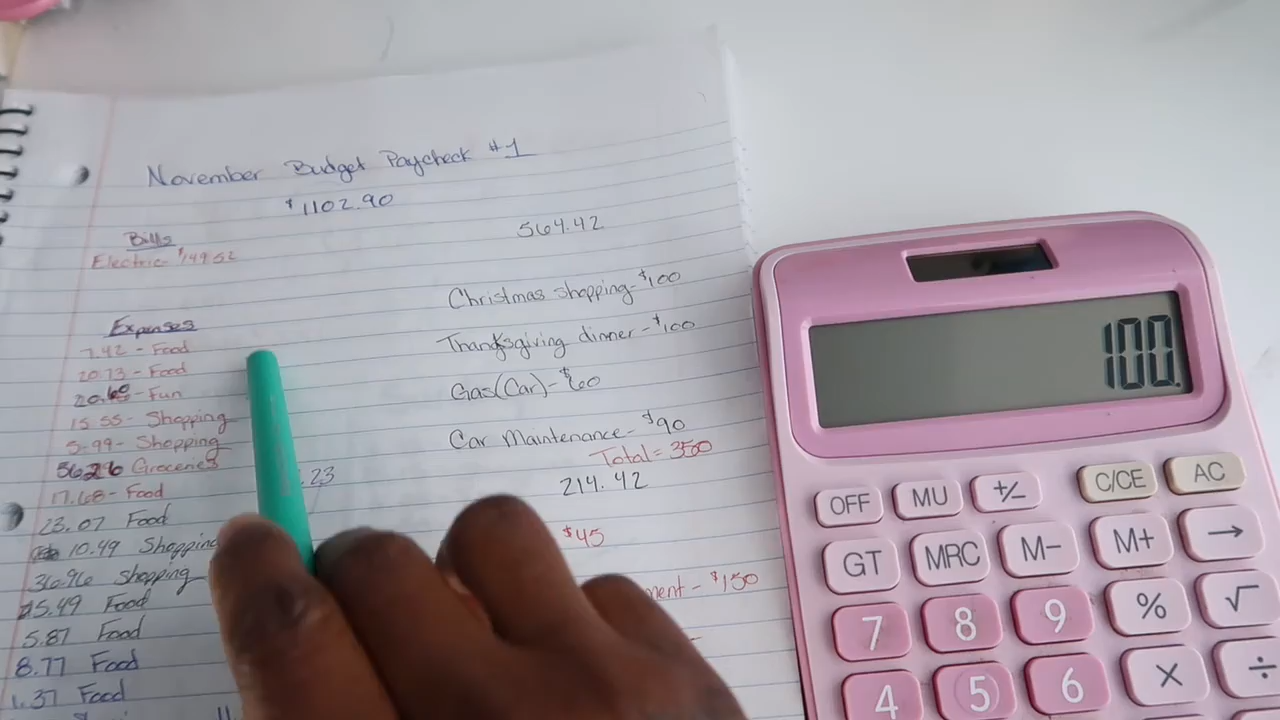 November Budget Paycheck #1
$1102.90
564.42
Bills
Electric- $149.52
Expenses
7.42 - Food
20.73 - Food
20.60 - Fun
15.55 - Shopping
5.99 - Shopping
5626 Groceries
17.68 - Food
23.07 Food
10.49 Shopping
36.96 Shopping
15.49 Food
5.87 Food
8.77 Food
1.37 Food
.23
Christmas shopping- $100
Thanksgiving dinner - $100
Gas(Car)- $60
Car Maintenance- $90
Total = 350
214.42
$45
ment - $150
100.
OFF MU +/- C/CE AC
GT MRC M- M+ →
7 8 9 % √
4 5 6 × ÷